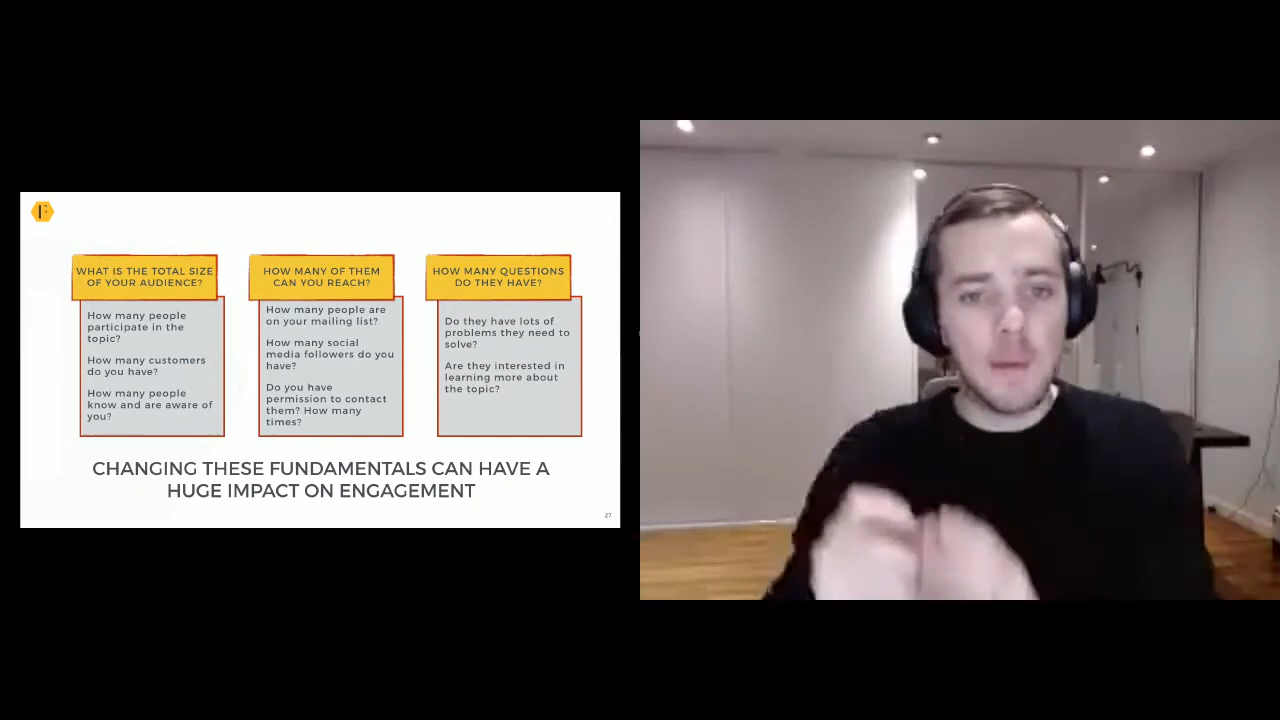 F
WHAT IS THE TOTAL SIZE
OF YOUR AUDIENCE?
How many people
participate in the
topic?
How many customers
do you have?
How many people
know and are aware of
you?
HOW MANY OF THEM
CAN YOU REACH?
How many people are
on your mailing list?
How many social
media followers do you
have?
Do you have
permission to contact
them? How many
times?
HOW MANY QUESTIONS
DO THEY HAVE?
Do they have lots of
problems they need to
solve?
Are they interested in
learning more about
the topic?
CHANGING THESE FUNDAMENTALS CAN HAVE A
HUGE IMPACT ON ENGAGEMENT
27